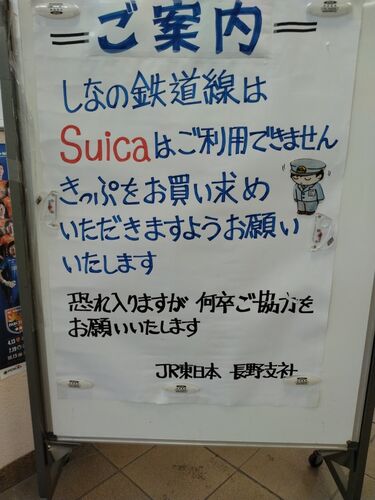 ご案内
しなの鉄道線は
Suicaはご利用できません
きっぷをお買い求め
いただきますようお願い
いたします
恐れ入りますが 何卒ご協力を
お願いいたします
JR東日本 長野支社